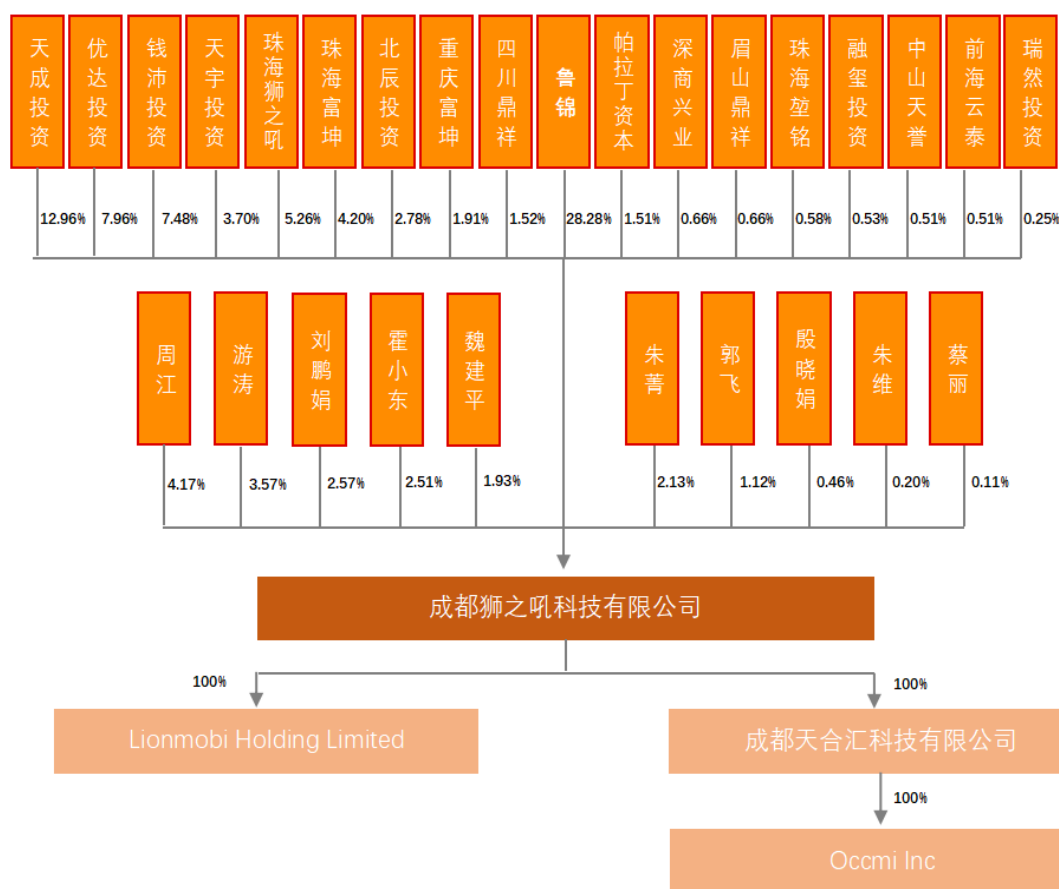 天成投资
优达投资
钱沛投资
天宇投资
珠海狮之吼
珠海富坤
北辰投资
重庆富坤
四川鼎祥
鲁锦
帕拉丁资本
深商兴业
眉山鼎祥
珠海堃铭
融玺投资
中山天誉
前海云泰
瑞然投资
12.96%
7.96%
7.48%
3.70%
5.26%
4.20%
2.78%
1.91%
1.52%
28.28%
1.51%
0.66%
0.66%
0.58%
0.53%
0.51%
0.51%
0.25%
周江
游涛
刘鹏娟
霍小东
魏建平
朱菁
郭飞
殷晓娟
朱维
蔡丽
4.17%
3.57%
2.57%
2.51%
1.93%
2.13%
1.12%
0.46%
0.20%
0.11%
成都狮之吼科技有限公司
100%
100%
Lionmobi Holding Limited
成都天合汇科技有限公司
100%
Occmi Inc